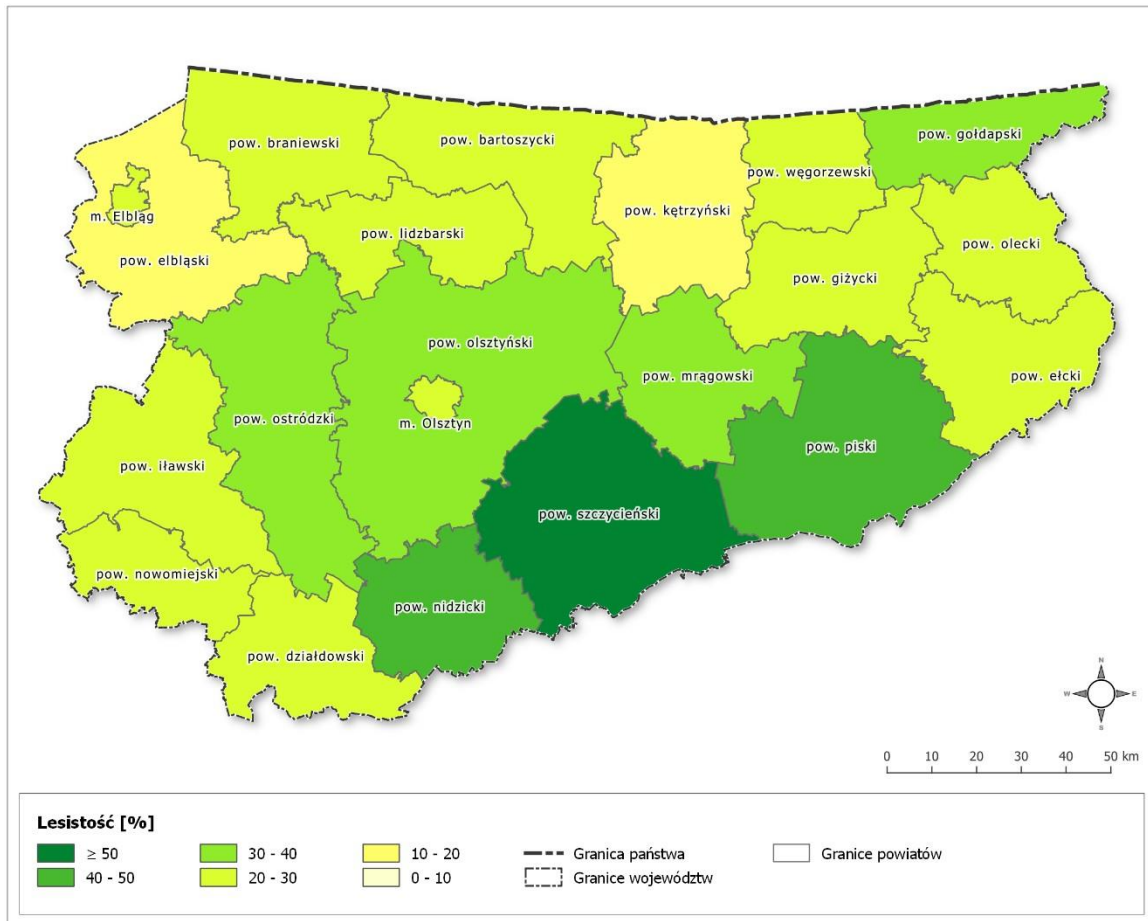 pow. braniewski
pow. bartoszycki
pow. gołdapski
pow. węgorzewski
m. Elbląg
pow. kętrzyński
pow. lidzbarski
pow. olecki
pow. elbląski
pow. giżycki
pow. olsztyński
pow. mrągowski
pow. ełcki
pow. ostródzki
m. Olsztyn
pow. piski
pow. iławski
pow. szczycieński
pow. nowomiejski
pow. nidzicki
pow. działdowski
N
W E
S
0 10 20 30 40 50 km
Lesistość [%]
≥ 50 30 - 40 10 - 20 Granica państwa Granice powiatów
40 - 50 20 - 30 0 - 10 Granice województw